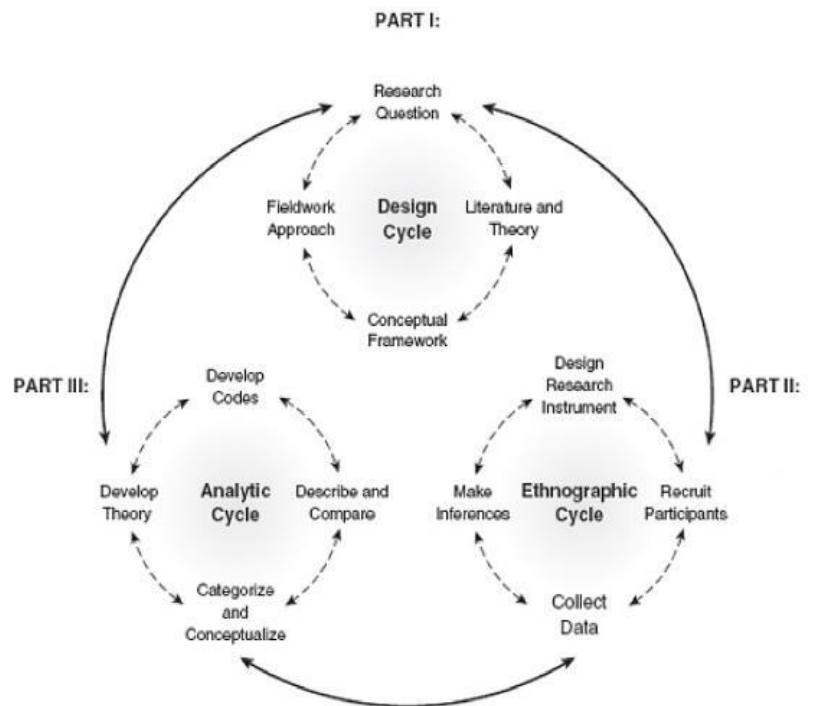 PART I:
Research
Question
Fieldwork
Approach
Design
Cycle
Literature and
Theory
Conceptual
Framework
PART III:
PART II:
Develop
Codes
Design
Research
Instrument
Develop
Theory
Analytic
Cycle
Describe and
Compare
Make
Inferences
Ethnographic
Cycle
Recruit
Participants
Categorize
and
Conceptualize
Collect
Data